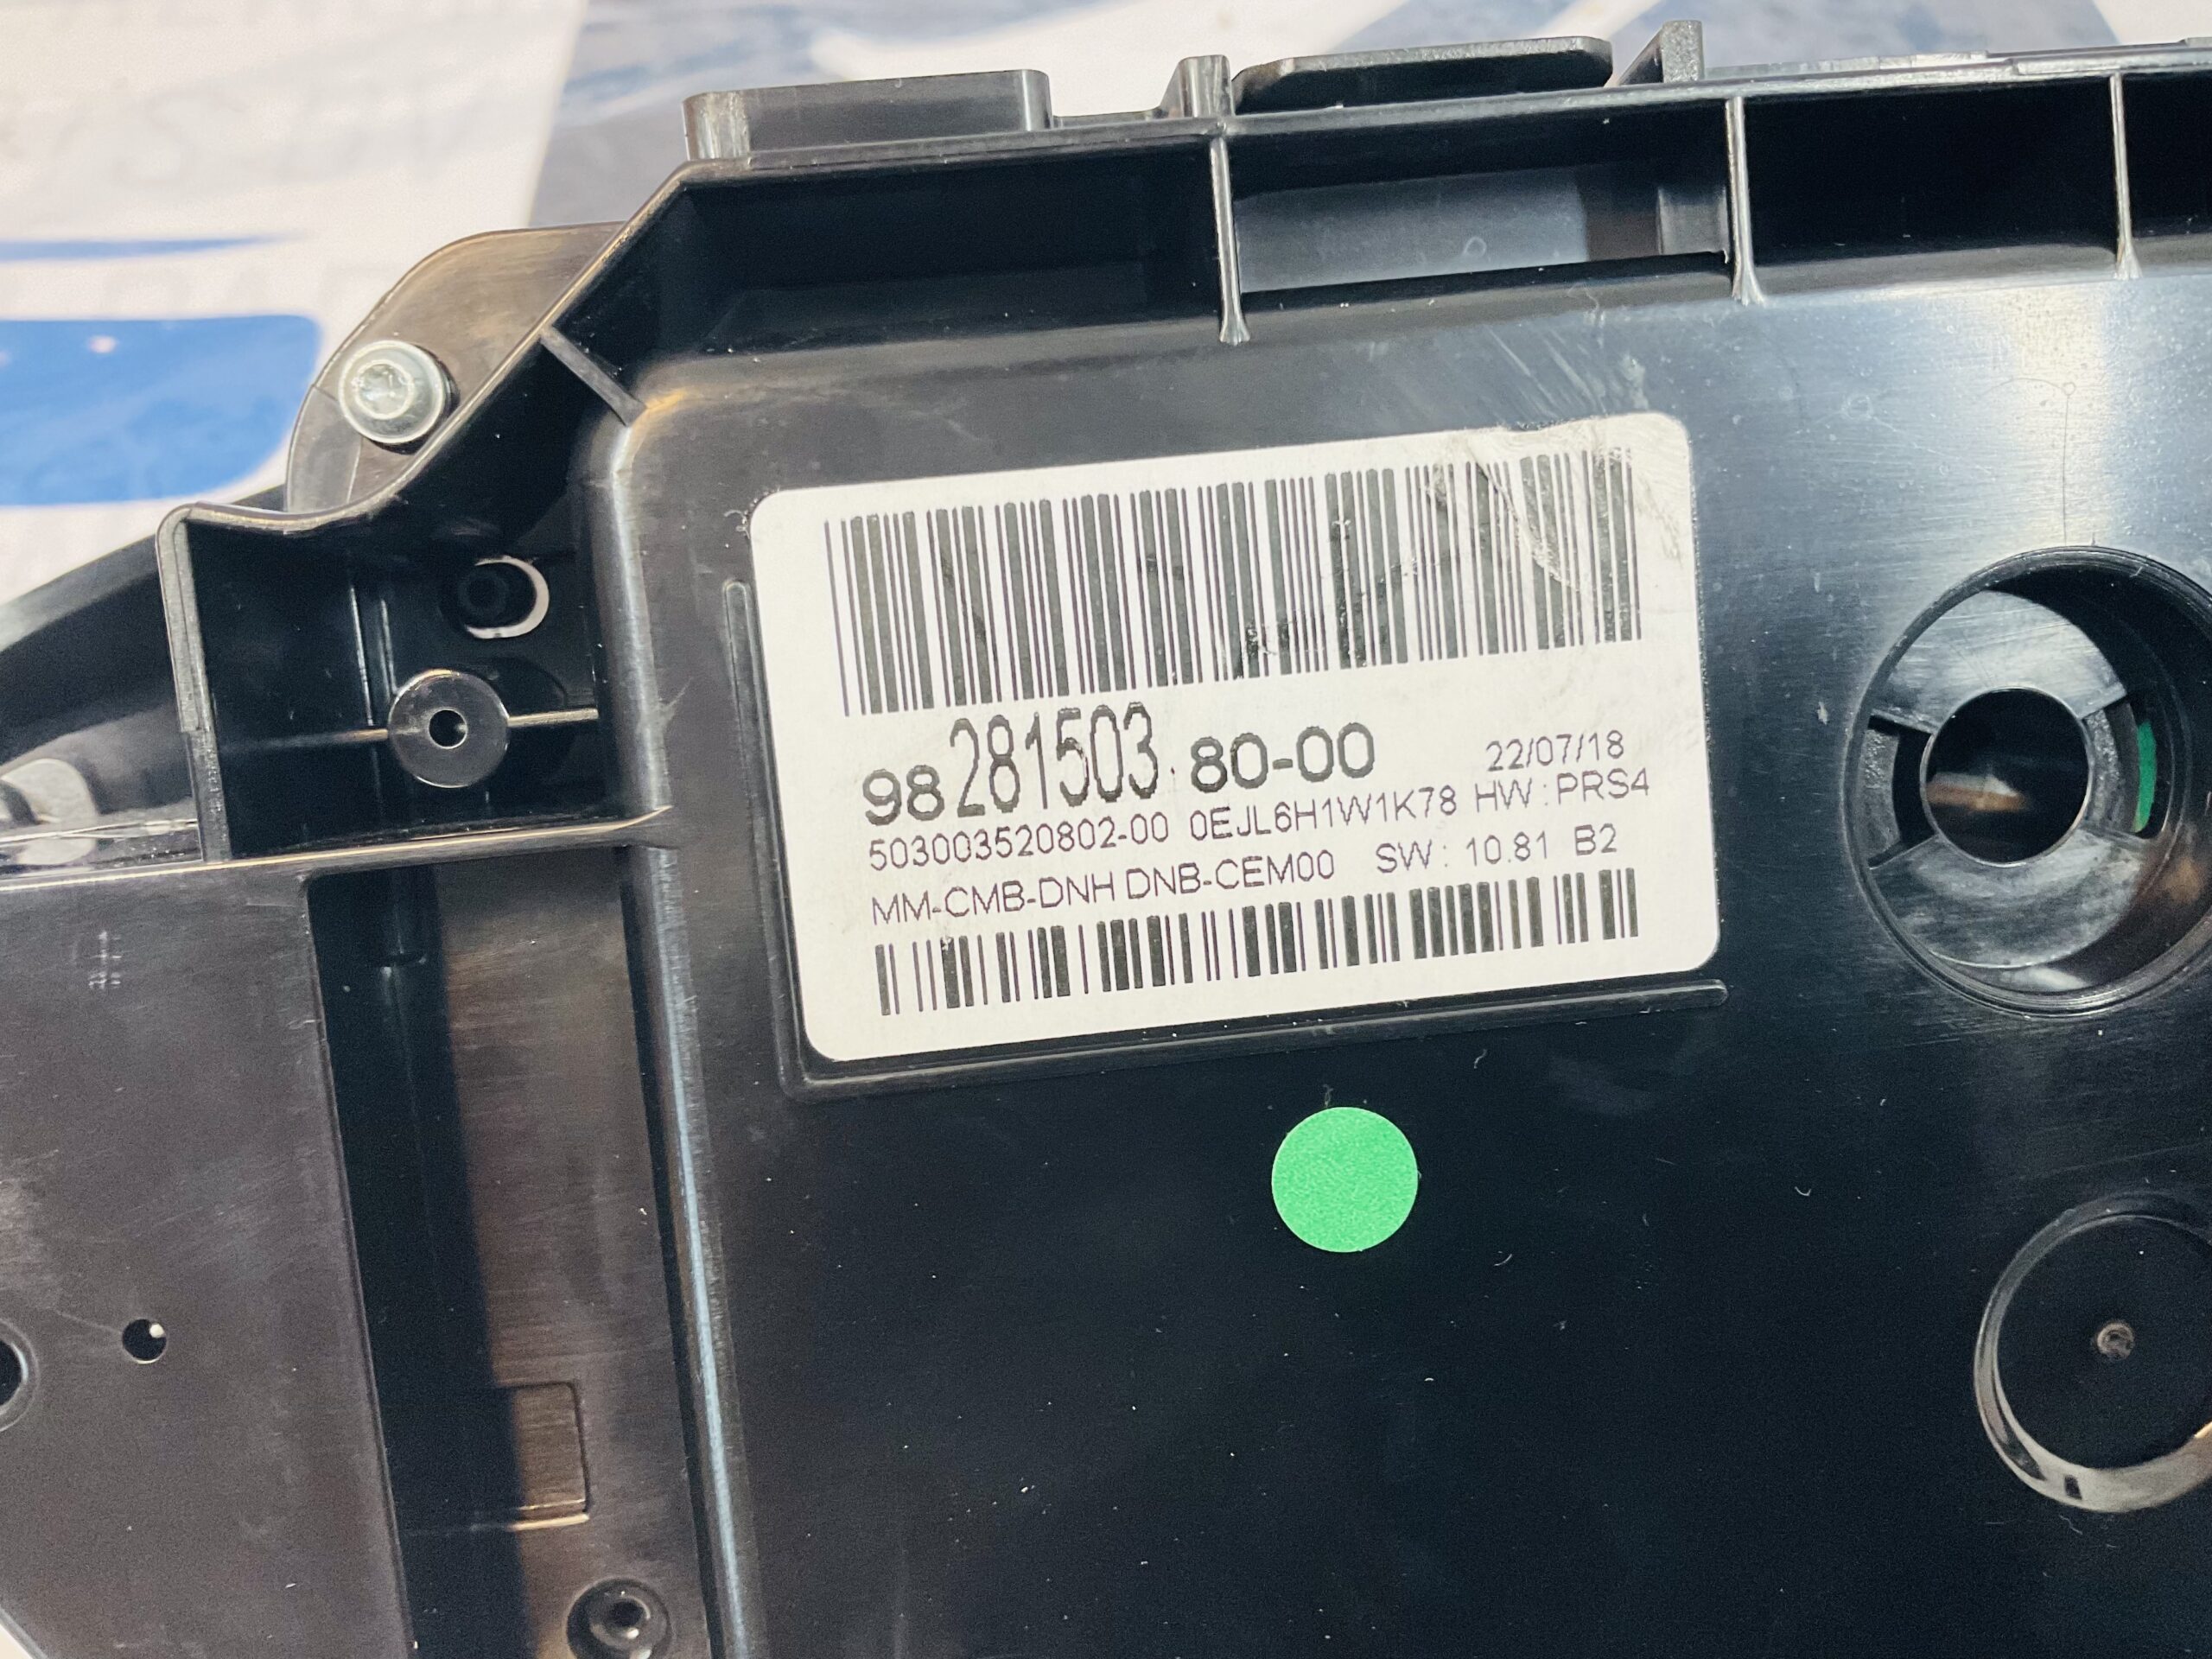 98 281503 80-00 22/07/18
503003520802-00 0EJL6H1W1K78 HW:PRS4
MM-CMB-DNH DNB-CEM00 SW: 10.81 B2